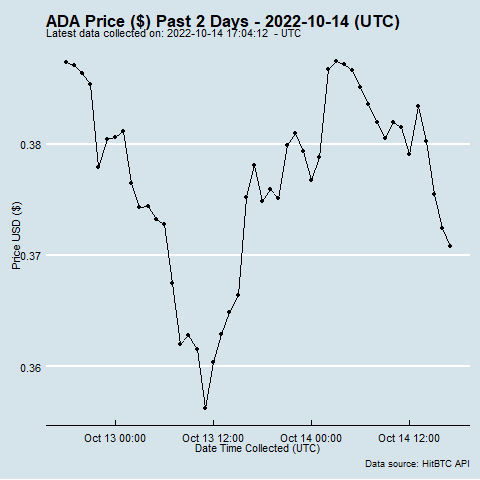 ADA Price ($) Past 2 Days - 2022-10-14 (UTC)
Latest data collected on: 2022-10-14 17:04:12  - UTC
Price USD ($)
0.38
0.37
0.36
Oct 13 00:00 Oct 13 12:00 Oct 14 00:00 Oct 14 12:00
Date Time Collected (UTC)
Data source: HitBTC API